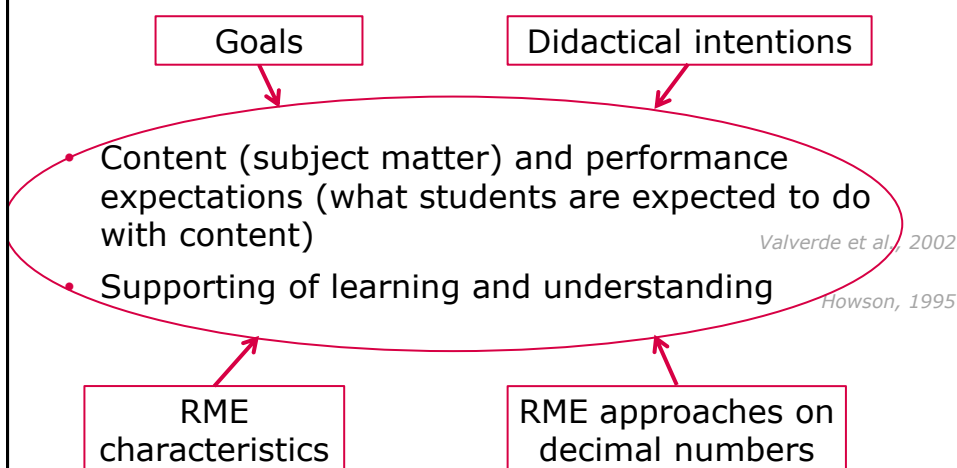 Goals
Didactical intentions
• Content (subject matter) and performance
expectations (what students are expected to do
with content)
Valverde et al., 2002
• Supporting of learning and understanding
Howson, 1995
RME
characteristics
RME approaches on
decimal numbers